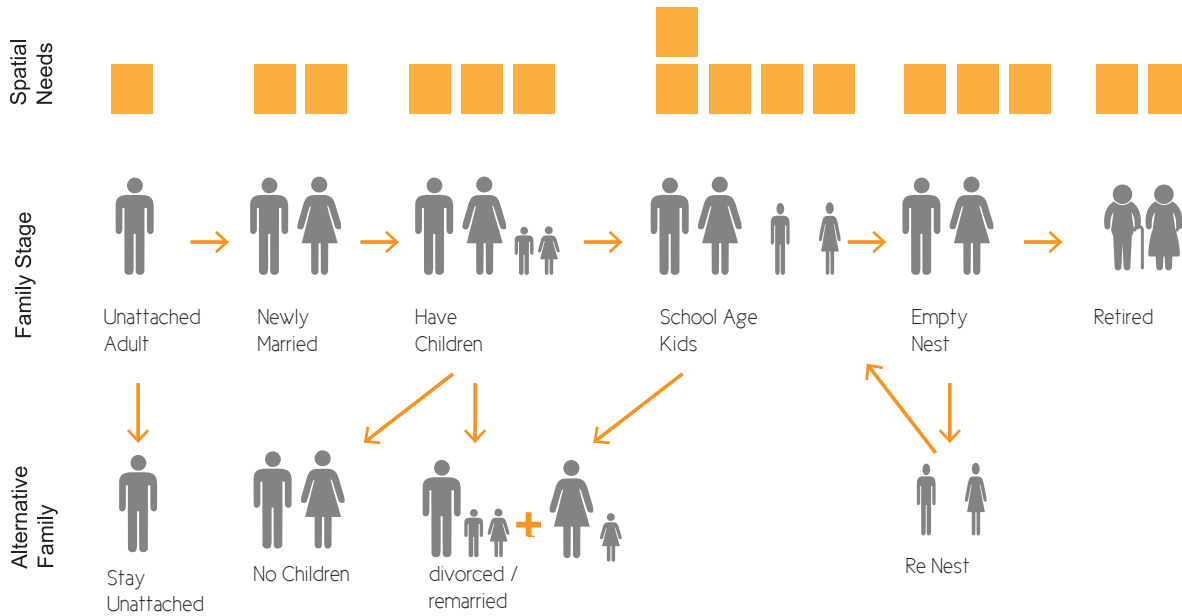 Spatial
Needs
Family Stage
Unattached
Adult
Newly
Married
Have
Children
School Age
Kids
Empty
Nest
Retired
Alternative
Family
Stay
Unattached
No Children
divorced /
remarried
Re Nest